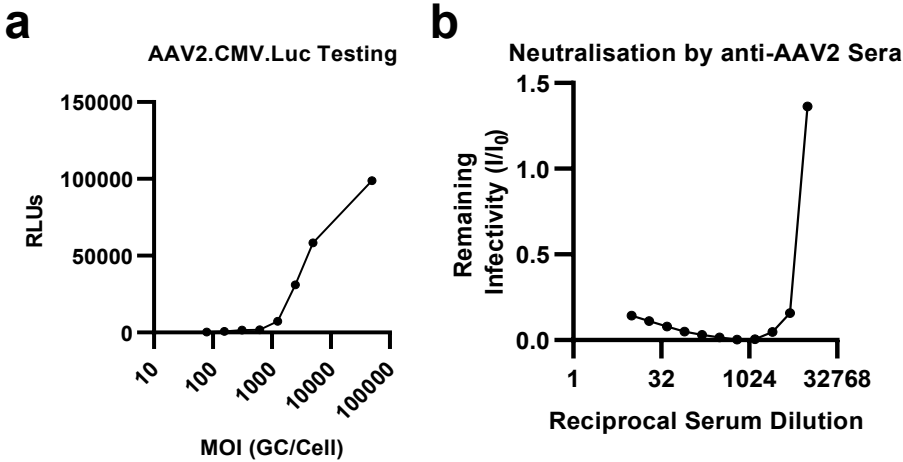 a
AAV2.CMV.Luc Testing
150000
100000
50000
0
RLUs
10
100
1000
10000
100000
MOI (GC/Cell)
b
Neutralisation by anti-AAV2 Sera
1.5
1.0
0.5
0.0
Remaining
Infectivity (I/I₀)
1
32
1024
32768
Reciprocal Serum Dilution